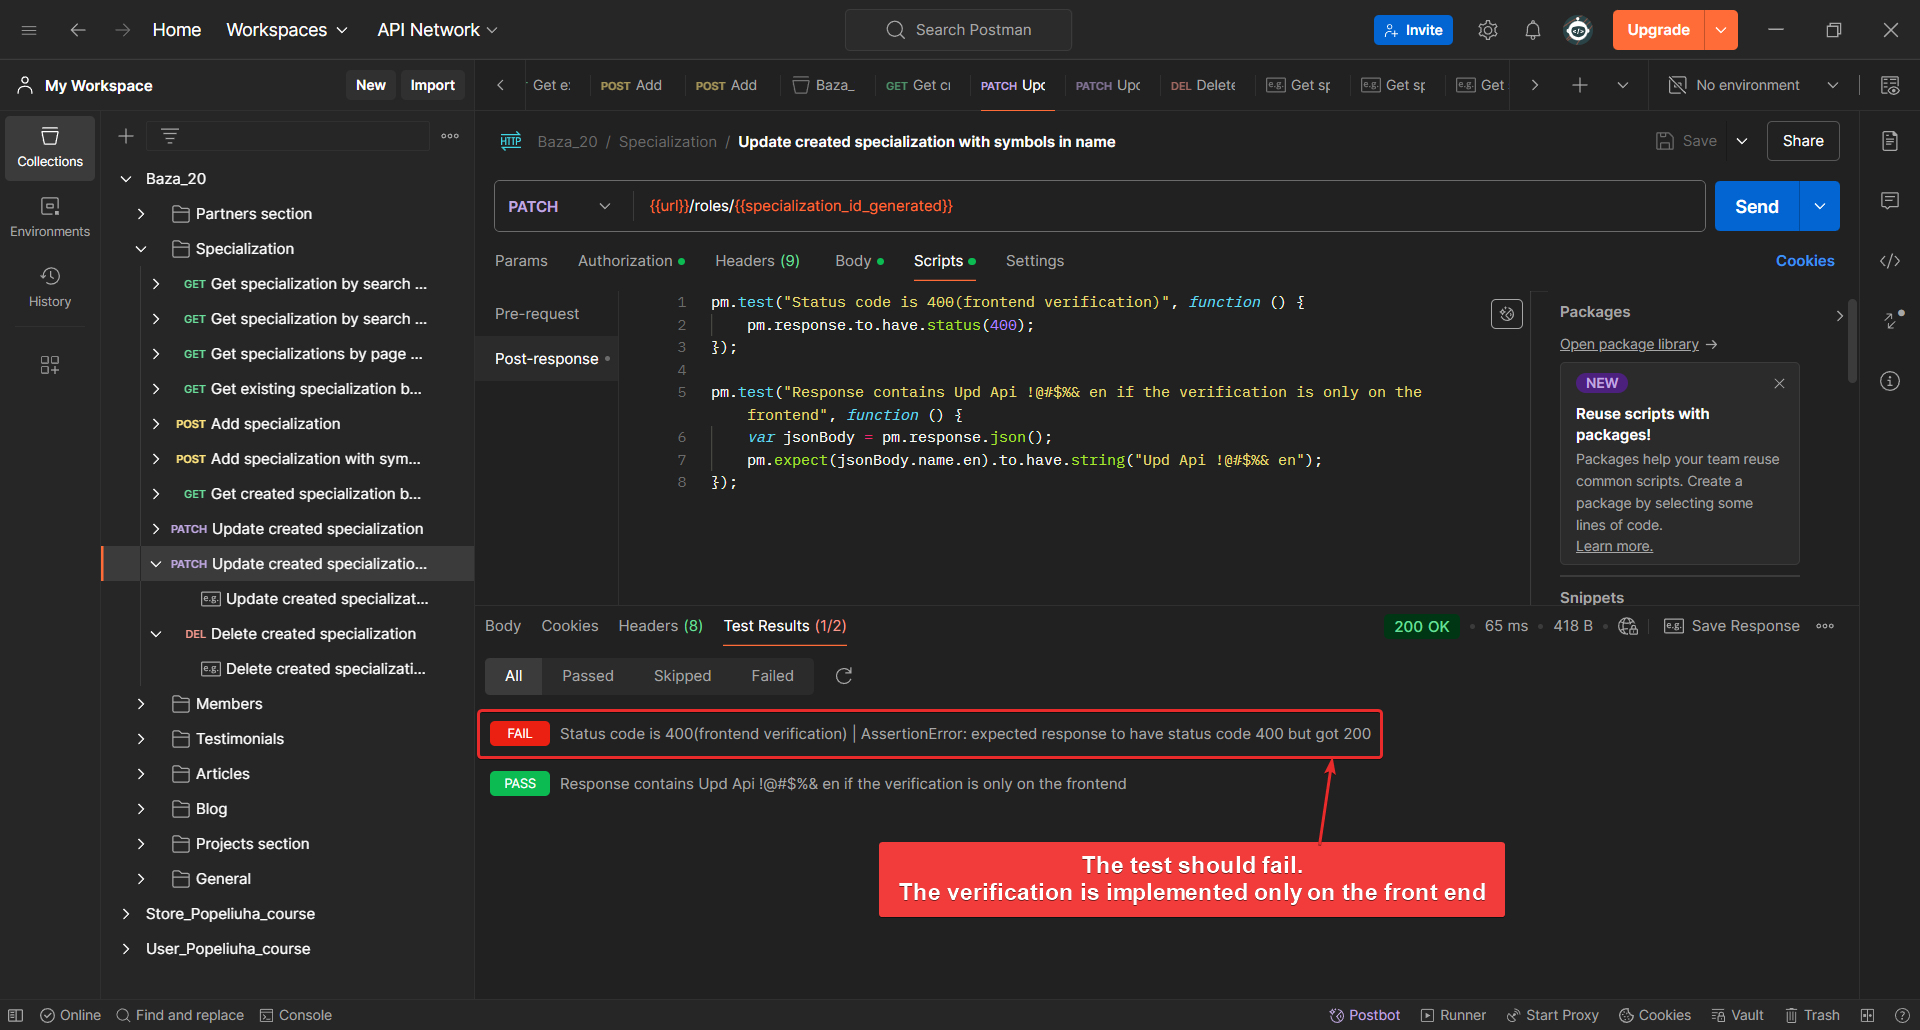 Home
Workspaces
API Network
Search Postman
Invite
Upgrade
My Workspace
New
Import
Get e:
POST Add
POST Add
Baza_
GET Get cr
PATCH Upd
PATCH Upd
DEL Delete
e.g. Get sp
e.g. Get sp
e.g. Get
No environment
Collections
Environments
History
Baza_20
Partners section
Specialization
GET Get specialization by search ...
GET Get specialization by search ...
GET Get specializations by page ...
GET Get existing specialization b...
POST Add specialization
POST Add specialization with sym...
GET Get created specialization b...
PATCH Update created specialization
PATCH Update created specializatio...
e.g. Update created specializat...
DEL Delete created specialization
e.g. Delete created specializati...
Members
Testimonials
Articles
Blog
Projects section
General
Store_Popeliuha_course
User_Popeliuha_course
HTTP Baza_20 / Specialization / Update created specialization with symbols in name
Save
Share
PATCH
{{url}}/roles/{{specialization_id_generated}}
Send
Params
Authorization
Headers (9)
Body
Scripts
Settings
Cookies
Pre-request
Post-response
1 pm.test("Status code is 400(frontend verification)", function () {
2 pm.response.to.have.status(400);
3 });
4
5 pm.test("Response contains Upd Api !@#$%& en if the verification is only on the
frontend", function () {
6 var jsonBody = pm.response.json();
7 pm.expect(jsonBody.name.en).to.have.string("Upd Api !@#$%& en");
8 });
Packages
Open package library →
NEW
Reuse scripts with
packages!
Packages help your team reuse
common scripts. Create a
package by selecting some
lines of code.
Learn more.
Snippets
Body
Cookies
Headers (8)
Test Results (1/2)
200 OK
65 ms
418 B
e.g. Save Response
All
Passed
Skipped
Failed
FAIL Status code is 400(frontend verification) | AssertionError: expected response to have status code 400 but got 200
PASS Response contains Upd Api !@#$%& en if the verification is only on the frontend
The test should fail.
The verification is implemented only on the front end
Online
Find and replace
Console
Postbot
Runner
Start Proxy
Cookies
Vault
Trash